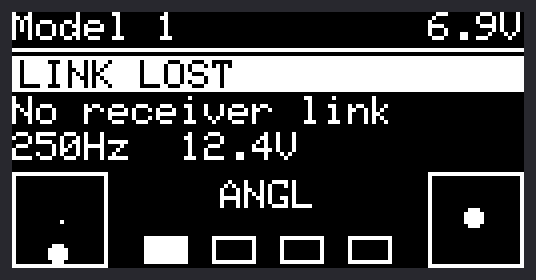 Model 1 6.9V
LINK LOST
No receiver link
250Hz 12.4V
ANGL